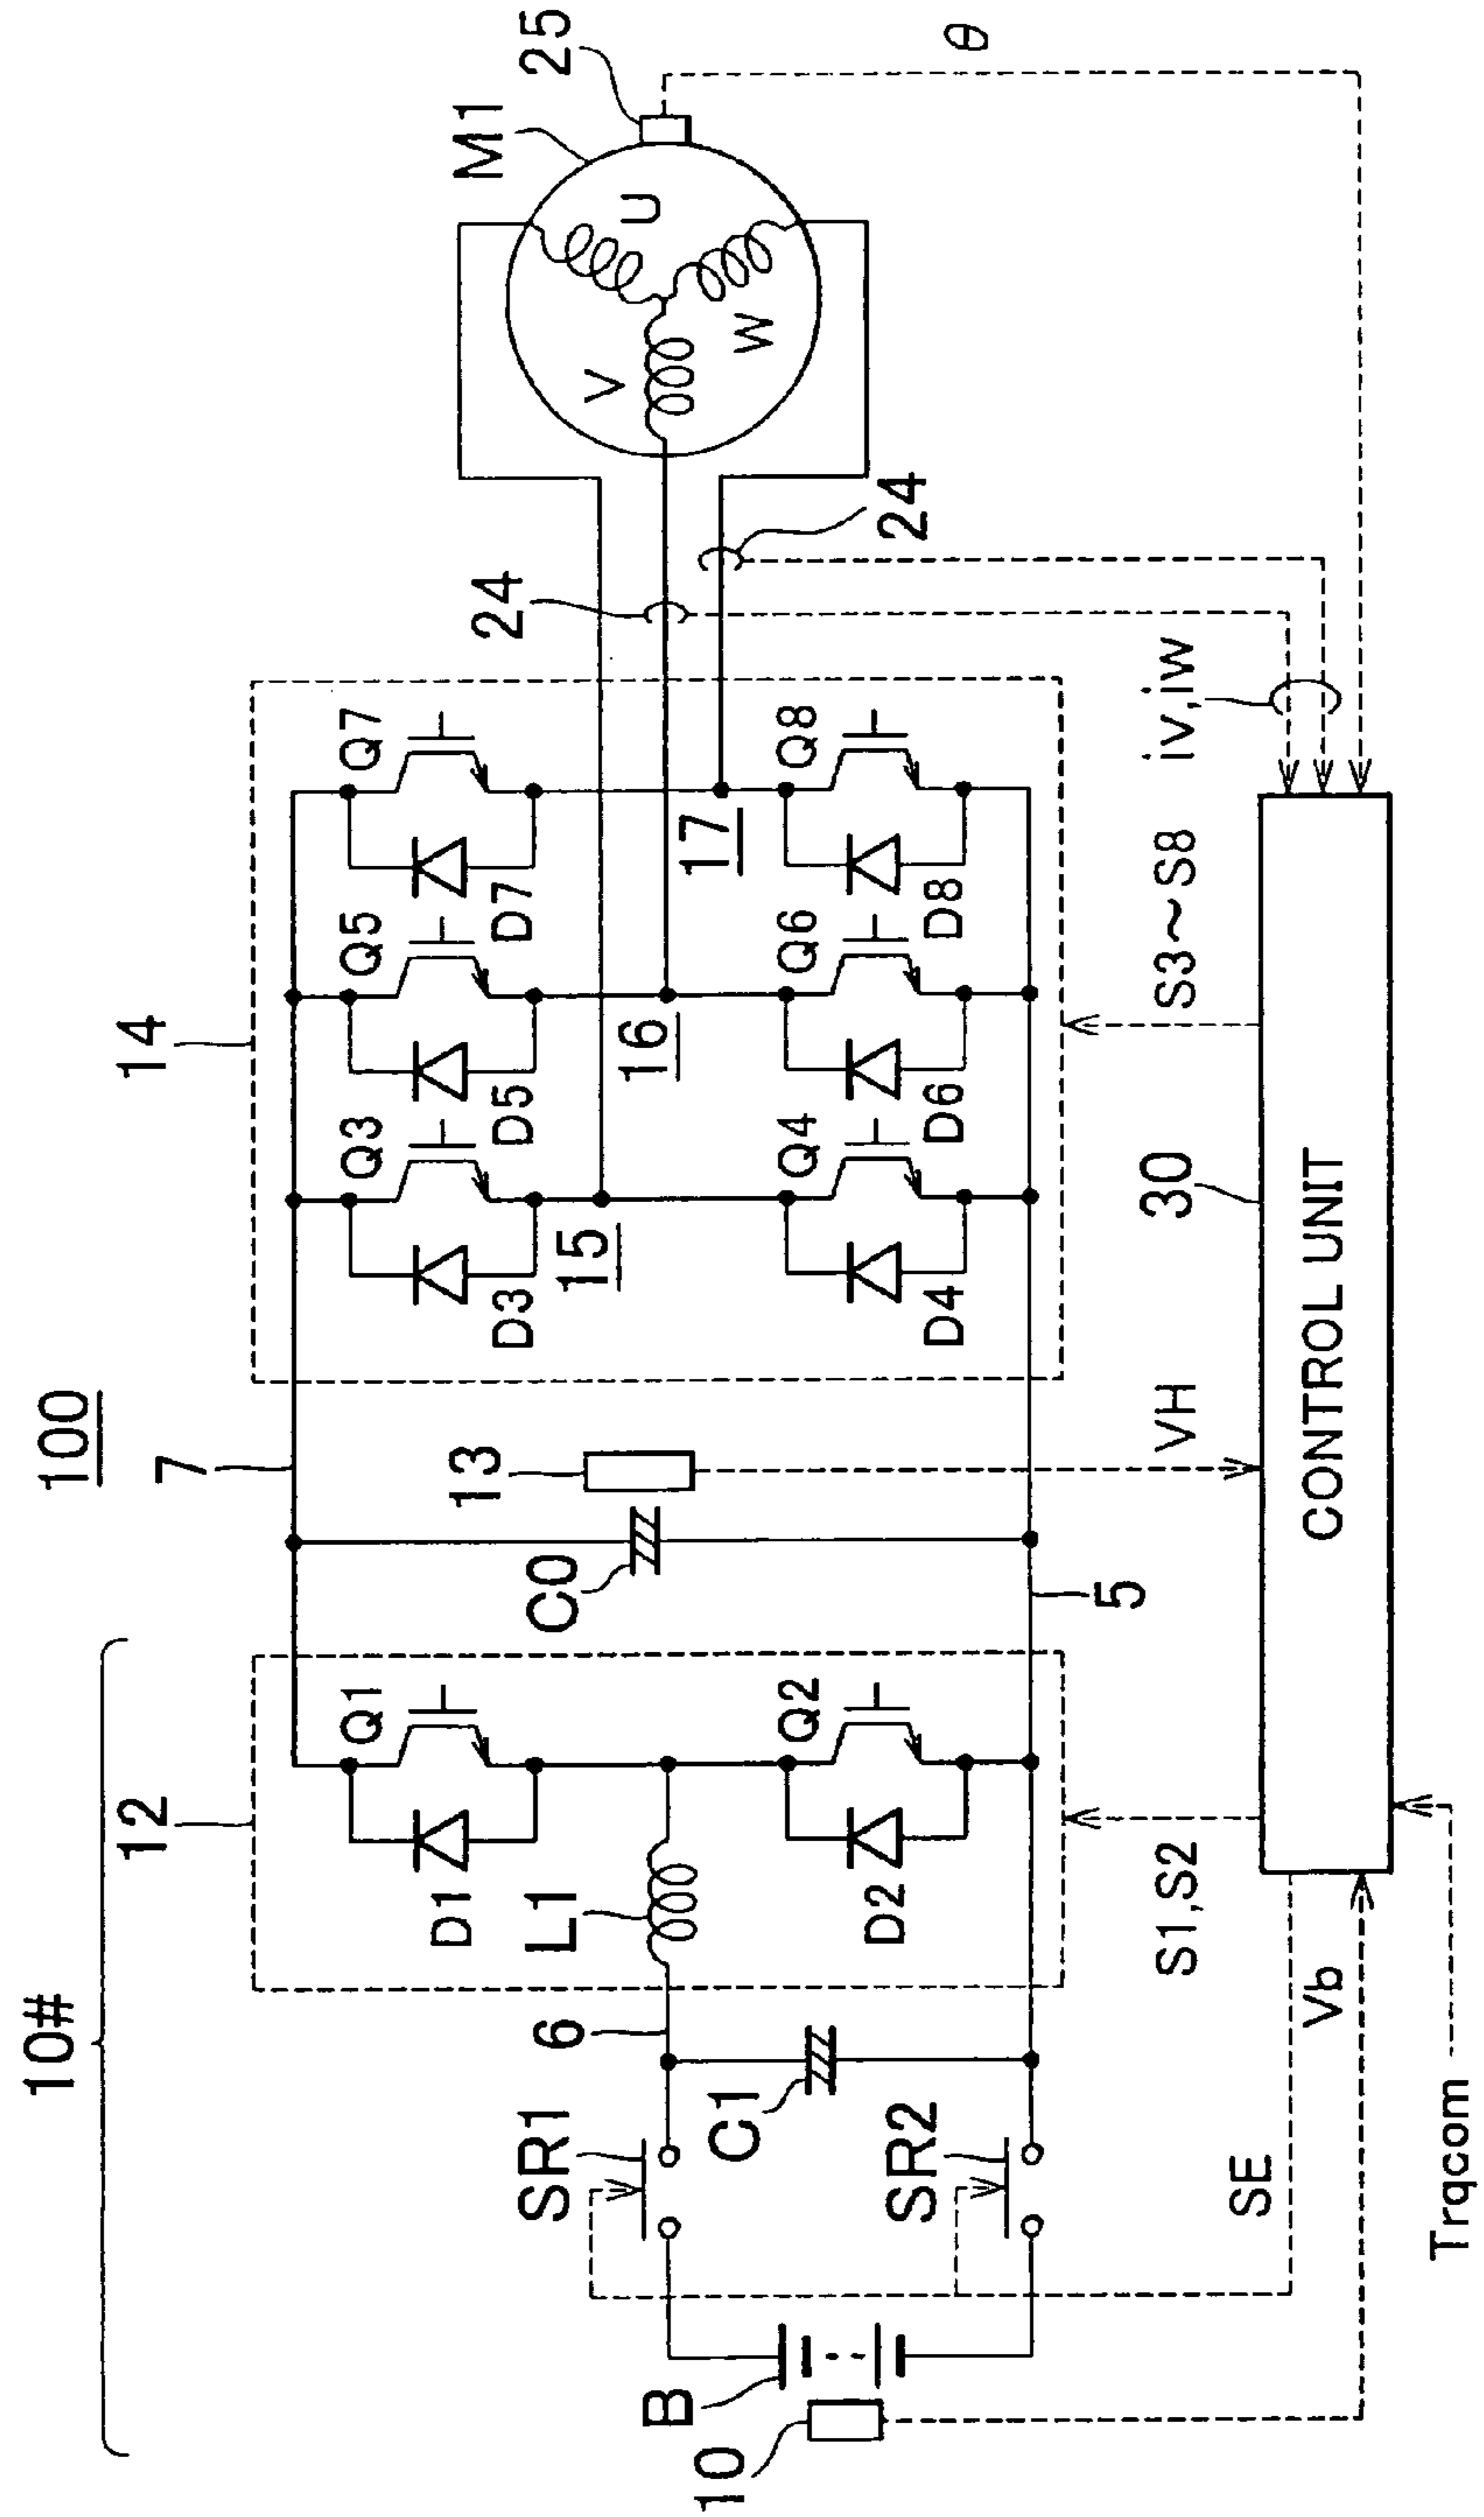 100
10#
12
7
14
Q1
D1
L1
6
SR1
C1
SR2
B
10
Q2
D2
C0
13
5
Q3
D3
Q5
D5
Q7
D7
15
16
17
Q4
D4
Q6
D6
Q8
D8
24
24
M1
25
U
V
W
θ
SE
Vb
S1,S2
VH
30
S3~S8
iv,iw
CONTROL UNIT
Trqcom